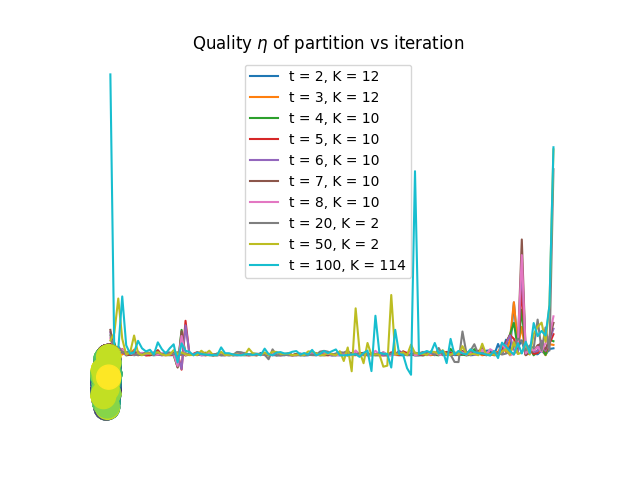 Quality η of partition vs iteration
t = 2, K = 12
t = 3, K = 12
t = 4, K = 10
t = 5, K = 10
t = 6, K = 10
t = 7, K = 10
t = 8, K = 10
t = 20, K = 2
t = 50, K = 2
t = 100, K = 114